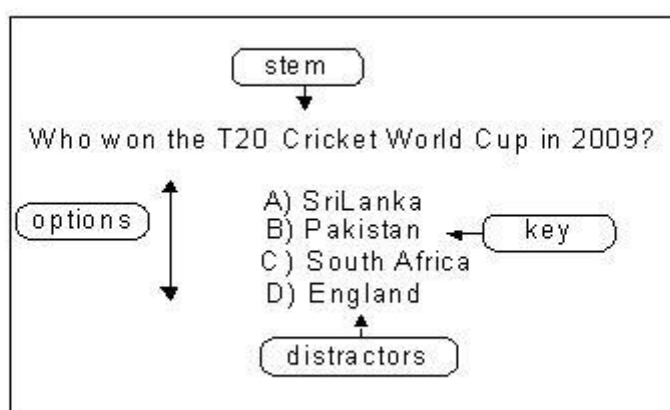 stem
Who won the T20 Cricket World Cup in 2009?
A) SriLanka
options
B) Pakistan
key
C) South Africa
D) England
distractors